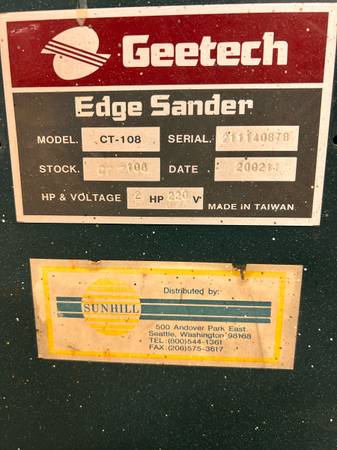 Geetech
Edge Sander
MODEL. CT-108 SERIAL.
STOCK. DATE
HP & VOLTAGE 2 HP 220 V
MADE IN TAIWAN
Distributed by:
SUNHILL
500 Andover Park East
Seattle, Washington 98168
TEL:(800)544-1361
FAX:(206)575-3617